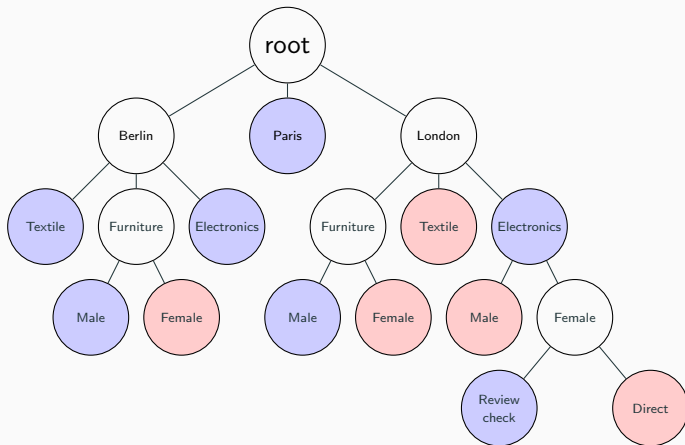 root
Berlin
Paris
London
Textile
Furniture
Electronics
Furniture
Textile
Electronics
Male
Female
Male
Female
Male
Female
Review
check
Direct